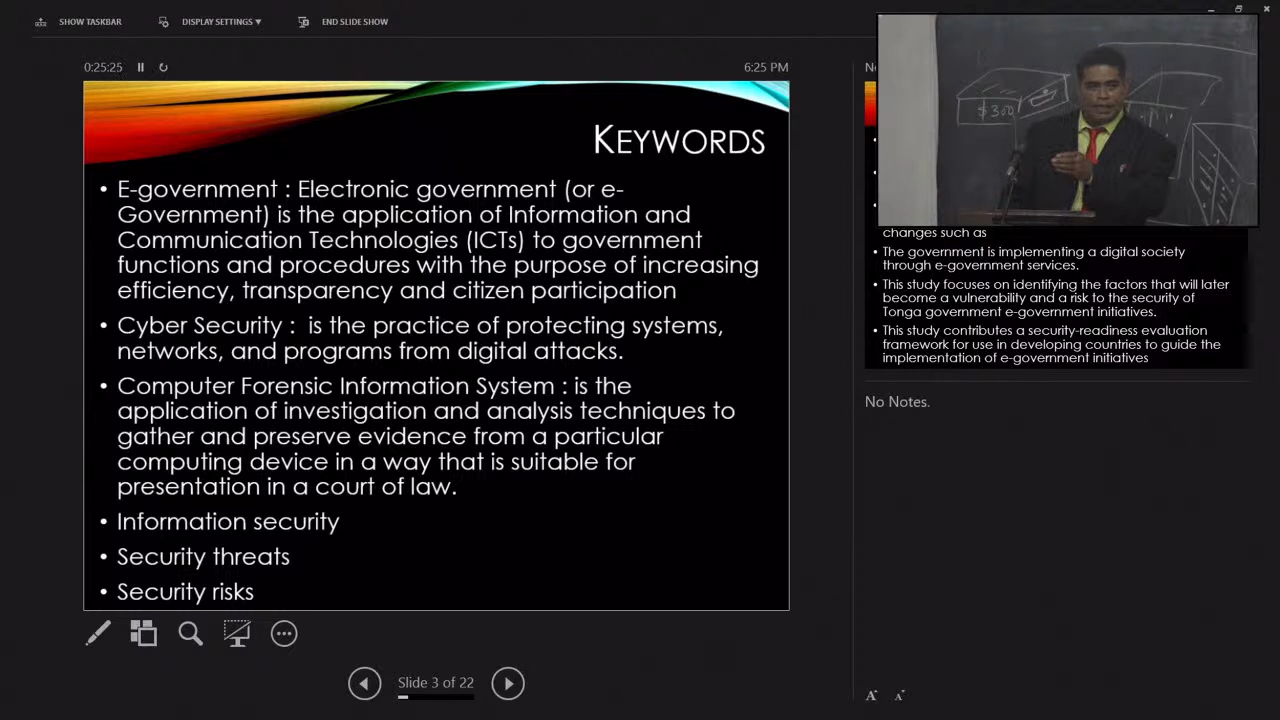 SHOW TASKBAR
DISPLAY SETTINGS ▼
END SLIDE SHOW
0:25:25
6:25 PM
KEYWORDS
• E-government : Electronic government (or e-
Government) is the application of Information and
Communication Technologies (ICTs) to government
functions and procedures with the purpose of increasing
efficiency, transparency and citizen participation
• Cyber Security : is the practice of protecting systems,
networks, and programs from digital attacks.
• Computer Forensic Information System : is the
application of investigation and analysis techniques to
gather and preserve evidence from a particular
computing device in a way that is suitable for
presentation in a court of law.
• Information security
• Security threats
• Security risks
Slide 3 of 22
$300
changes such as
• The government is implementing a digital society
through e-government services.
• This study focuses on identifying the factors that will later
become a vulnerability and a risk to the security of
Tonga government e-government initiatives.
• This study contributes a security-readiness evaluation
framework for use in developing countries to guide the
implementation of e-government initiatives
No Notes.
A A